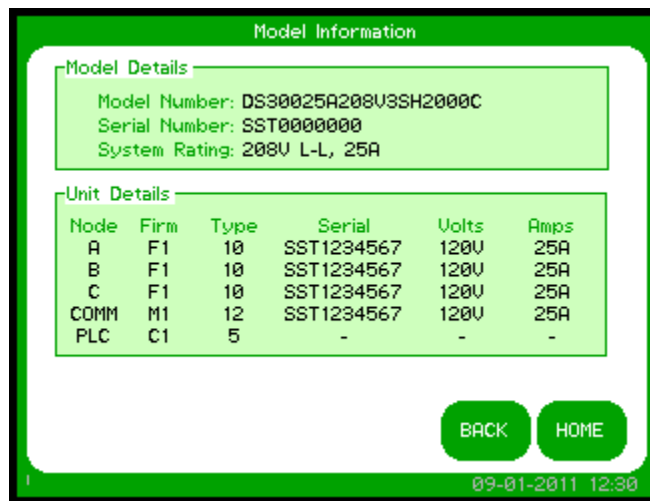 Model Information
Model Details
Model Number: DS30025A208V3SH2000C
Serial Number: SST0000000
System Rating: 208V L-L, 25A
Unit Details
Node Firm Type Serial Volts Amps
A F1 10 SST1234567 120V 25A
B F1 10 SST1234567 120V 25A
C F1 10 SST1234567 120V 25A
COMM M1 12 SST1234567 120V 25A
PLC C1 5 - - -
BACK HOME
09-01-2011 12:30